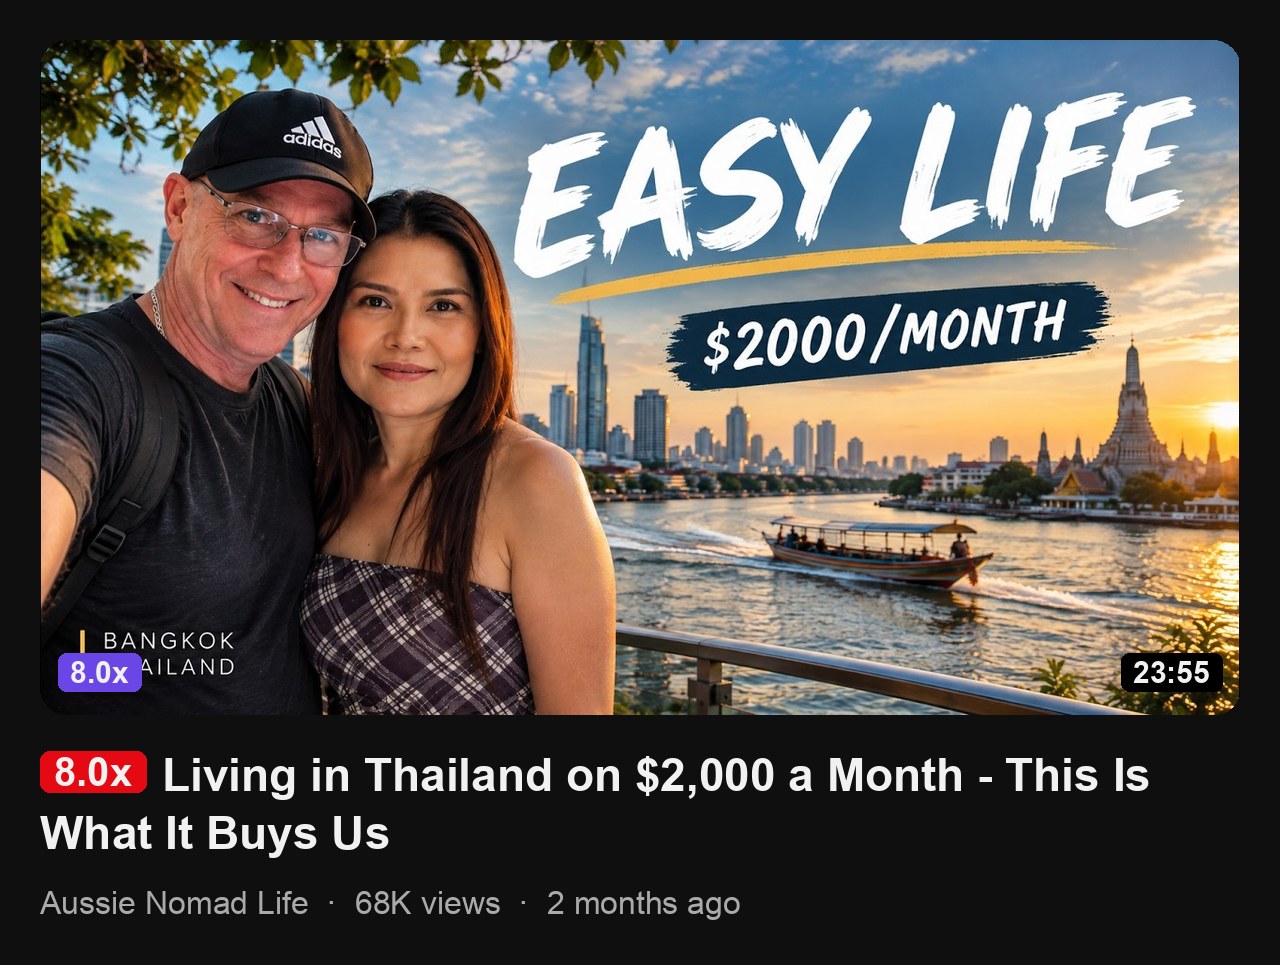 adidas
EASY LIFE
$2000/MONTH
BANGKOK
AILAND
8.0x
23:55
8.0x Living in Thailand on $2,000 a Month - This Is
What It Buys Us
Aussie Nomad Life · 68K views · 2 months ago